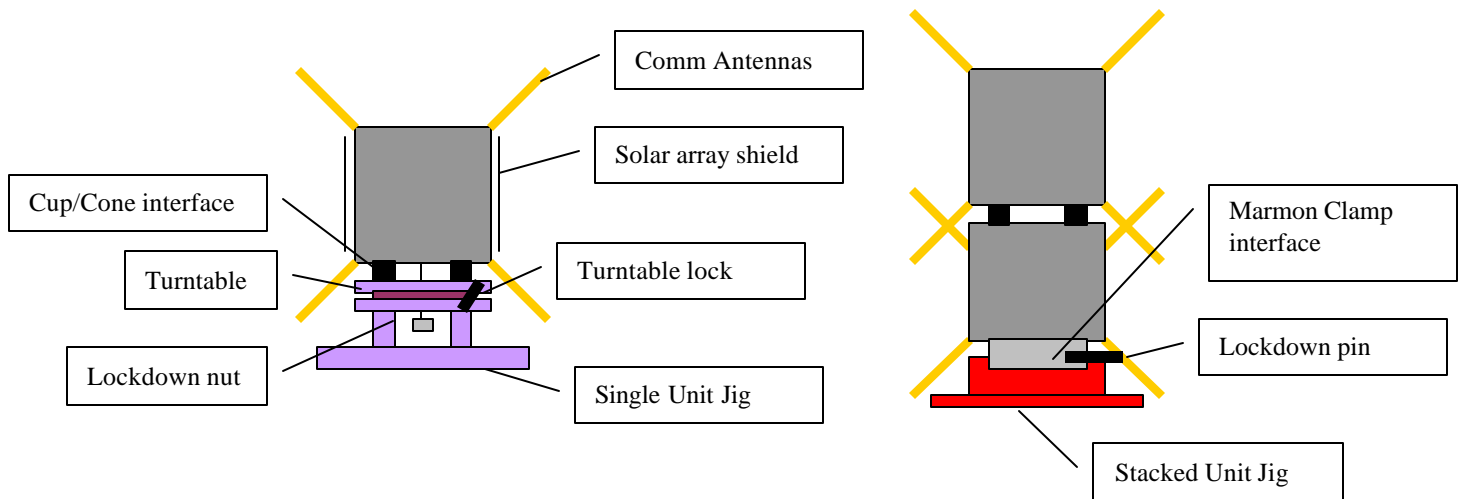 Comm Antennas
Solar array shield
Cup/Cone interface
Turntable
Turntable lock
Lockdown nut
Single Unit Jig
Marmon Clamp
interface
Lockdown pin
Stacked Unit Jig